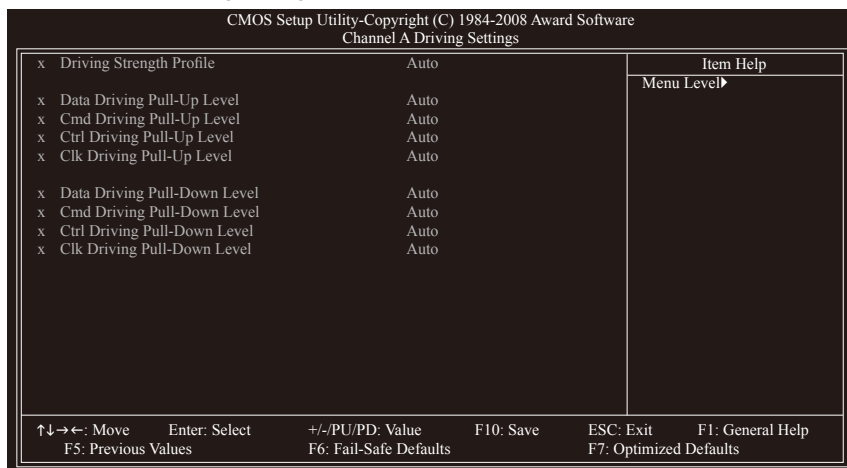 CMOS Setup Utility-Copyright (C) 1984-2008 Award Software
Channel A Driving Settings
x Driving Strength Profile Auto
Item Help
Menu Level▶
x Data Driving Pull-Up Level Auto
x Cmd Driving Pull-Up Level Auto
x Ctrl Driving Pull-Up Level Auto
x Clk Driving Pull-Up Level Auto
x Data Driving Pull-Down Level Auto
x Cmd Driving Pull-Down Level Auto
x Ctrl Driving Pull-Down Level Auto
x Clk Driving Pull-Down Level Auto
↑↓→←: Move Enter: Select +/-/PU/PD: Value F10: Save ESC: Exit F1: General Help
F5: Previous Values F6: Fail-Safe Defaults F7: Optimized Defaults